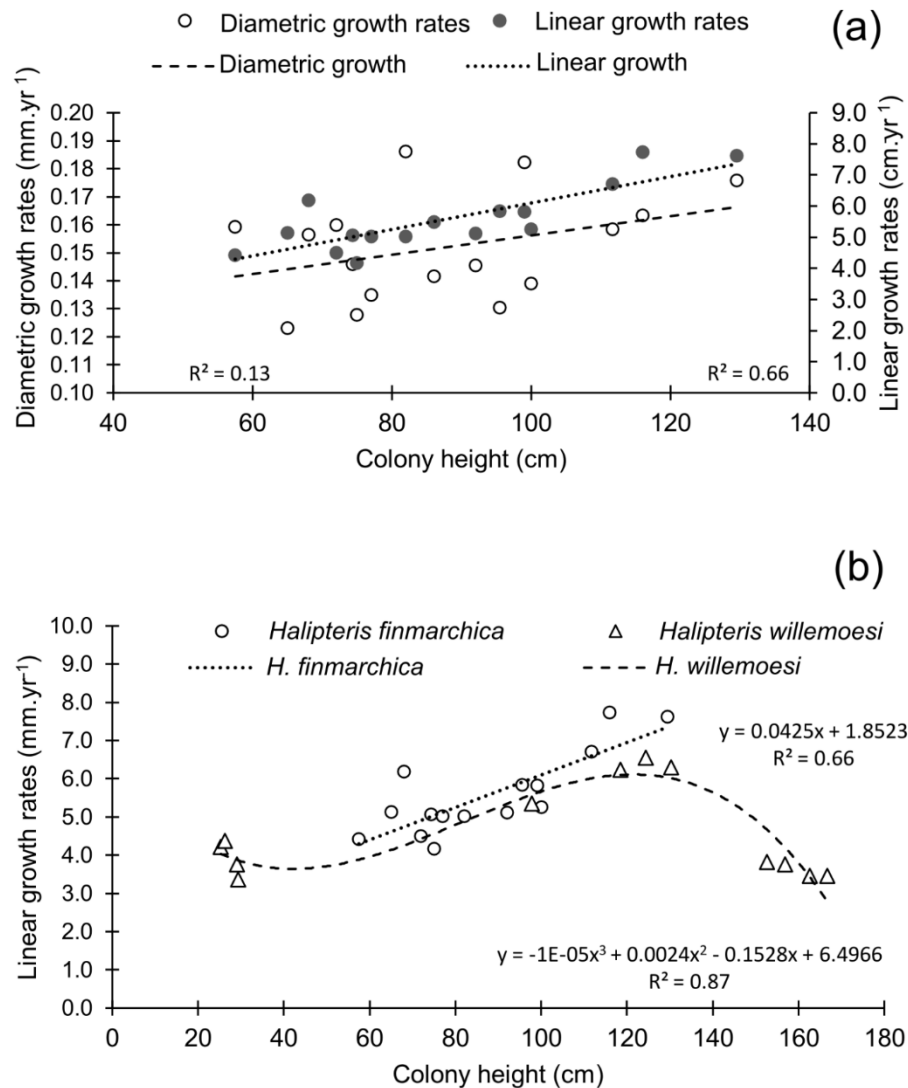 (a)
Diametric growth rates
Linear growth rates
Diametric growth
Linear growth
Diametric growth rates (mm.yr⁻¹)
0.20
0.19
0.18
0.17
0.16
0.15
0.14
0.13
0.12
0.11
0.10
9.0
8.0
7.0
6.0
5.0
4.0
3.0
2.0
1.0
0.0
Linear growth rates (cm.yr⁻¹)
R² = 0.13
R² = 0.66
40 60 80 100 120 140
Colony height (cm)
(b)
Halipteris finmarchica
Halipteris willemoesi
H. finmarchica
H. willemoesi
Linear growth rates (mm.yr⁻¹)
10.0
9.0
8.0
7.0
6.0
5.0
4.0
3.0
2.0
1.0
0.0
y = 0.0425x + 1.8523
R² = 0.66
y = -1E-05x³ + 0.0024x² - 0.1528x + 6.4966
R² = 0.87
0 20 40 60 80 100 120 140 160 180
Colony height (cm)